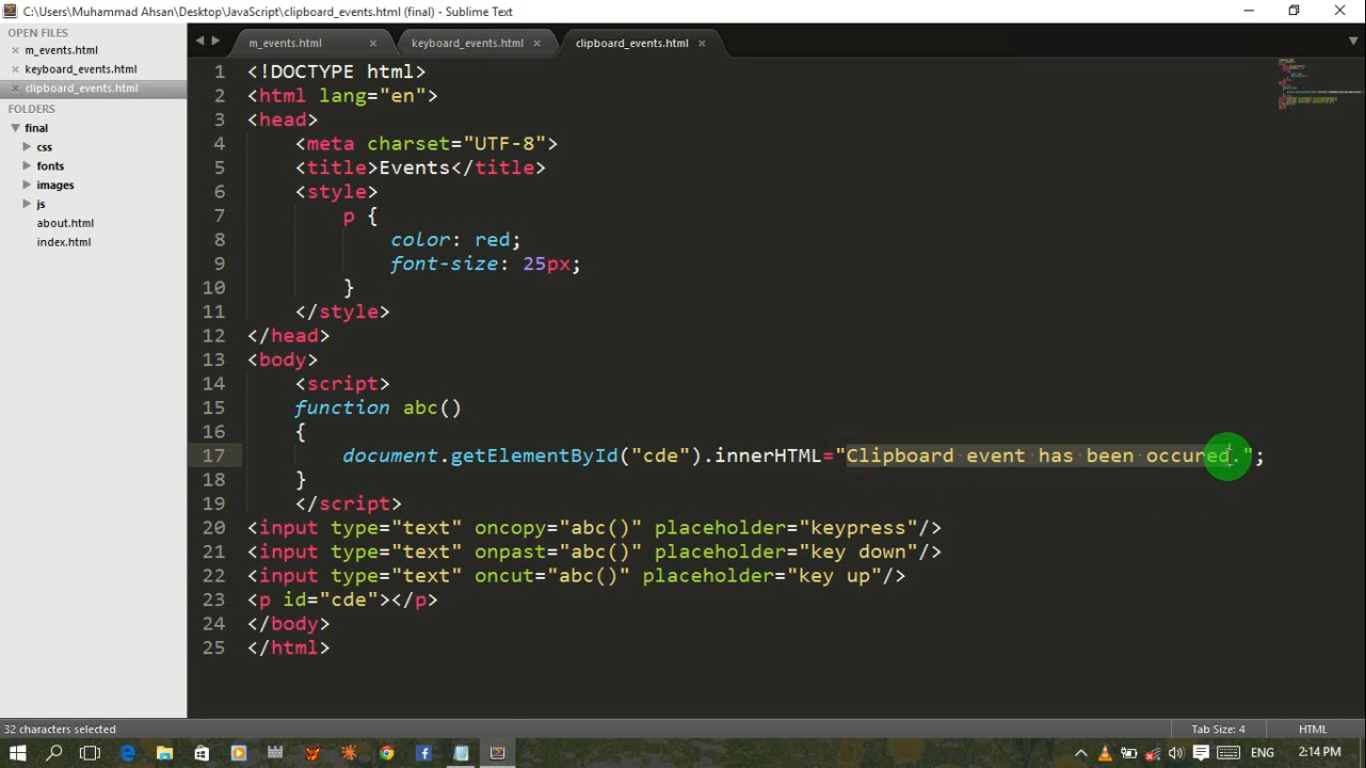 C:\Users\Muhammad Ahsan\Desktop\JavaScript\clipboard_events.html (final) - Sublime Text
OPEN FILES
m_events.html
keyboard_events.html
clipboard_events.html
FOLDERS
final
css
fonts
images
js
about.html
index.html
m_events.html keyboard_events.html clipboard_events.html
1 <!DOCTYPE html>
2 <html lang="en">
3 <head>
4 <meta charset="UTF-8">
5 <title>Events</title>
6 <style>
7 p {
8 color: red;
9 font-size: 25px;
10 }
11 </style>
12 </head>
13 <body>
14 <script>
15 function abc()
16 {
17 document.getElementById("cde").innerHTML="Clipboard event has been occured.";
18 }
19 </script>
20 <input type="text" oncopy="abc()" placeholder="keypress"/>
21 <input type="text" onpast="abc()" placeholder="key down"/>
22 <input type="text" oncut="abc()" placeholder="key up"/>
23 <p id="cde"></p>
24 </body>
25 </html>
32 characters selected Tab Size: 4 HTML
ENG 2:14 PM